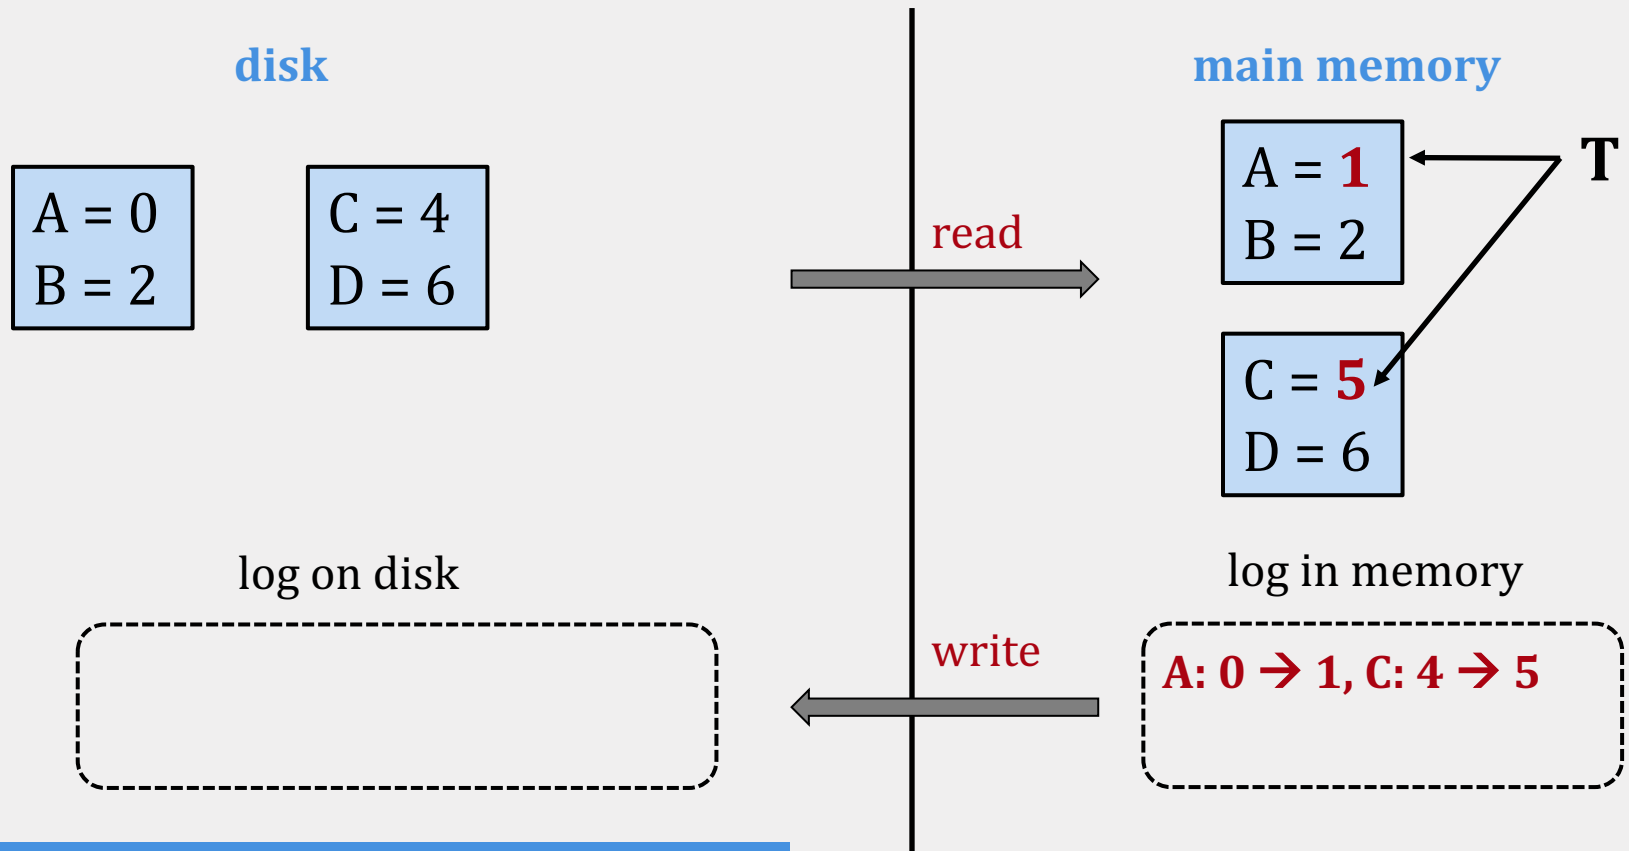 disk
A = 0
B = 2
C = 4
D = 6
read
main memory
A = 1
B = 2
T
C = 5
D = 6
log on disk
write
log in memory
A: 0 → 1, C: 4 → 5